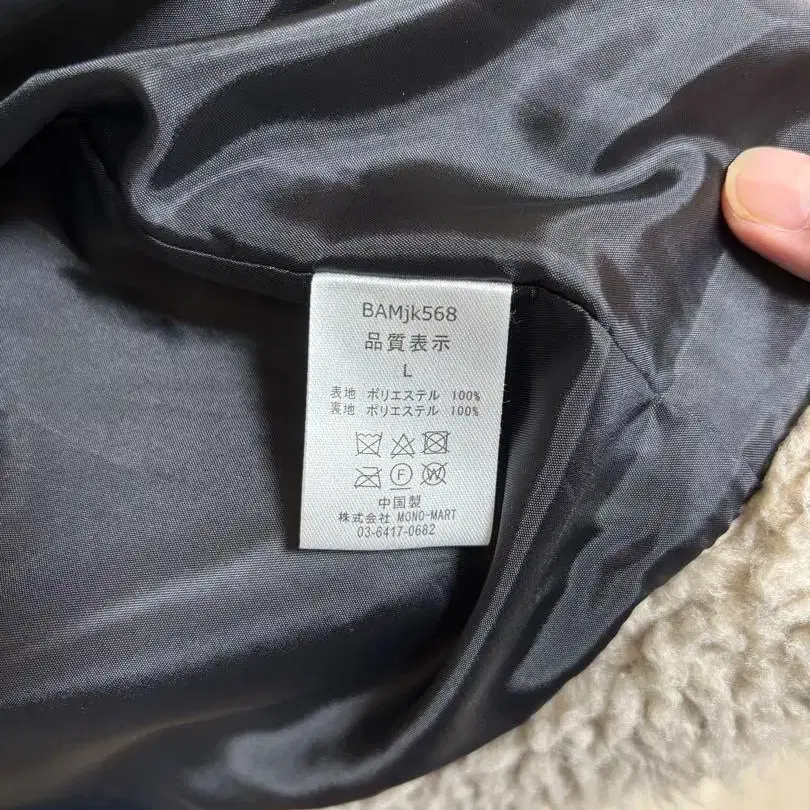 BAMjk568
品質表示
L
表地 ポリエステル 100%
裏地 ポリエステル 100%
F W
中国製
株式会社 MONO-MART
03-6417-0682